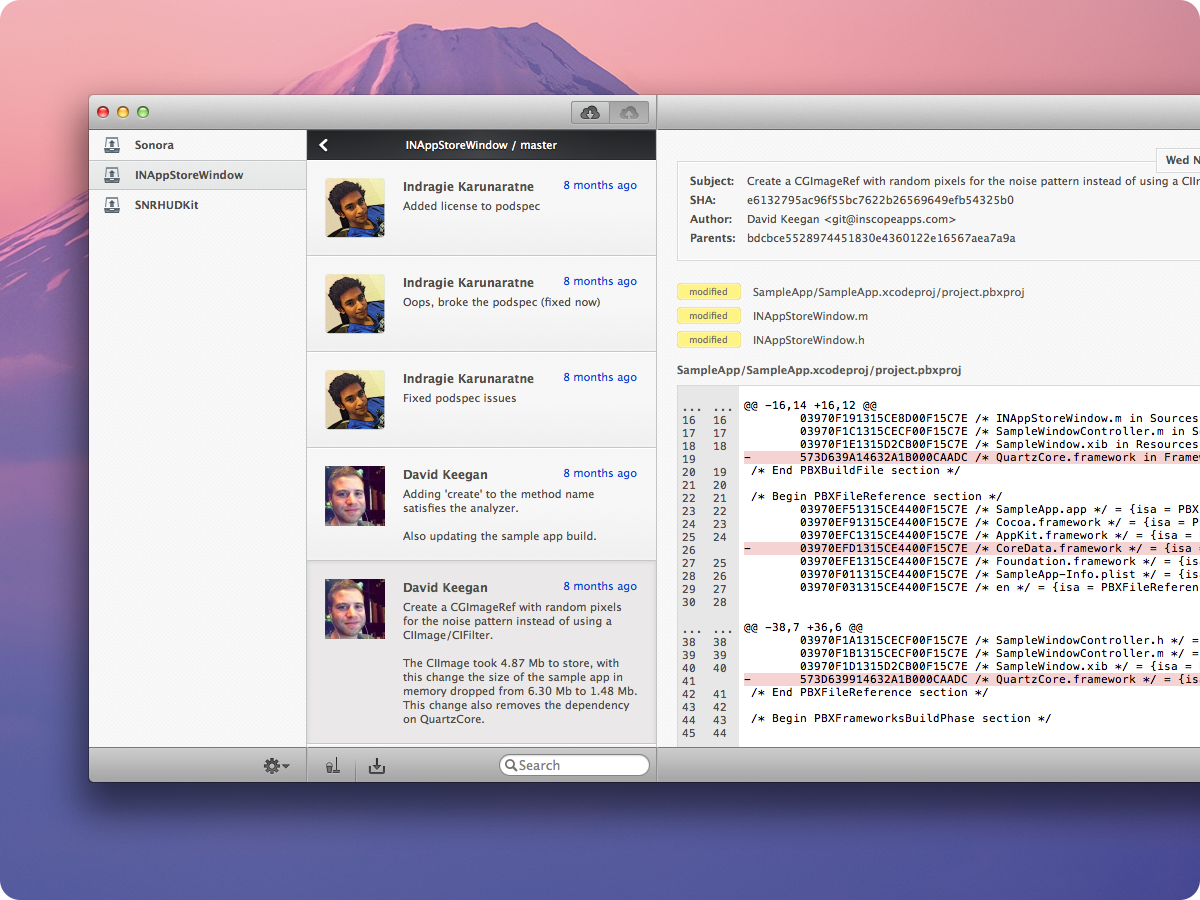 Sonora
INAppStoreWindow
SNRHUDKit
INAppStoreWindow / master
Indragie Karunaratne
8 months ago
Added license to podspec
Indragie Karunaratne
8 months ago
Oops, broke the podspec (fixed now)
Indragie Karunaratne
8 months ago
Fixed podspec issues
David Keegan
8 months ago
Adding 'create' to the method name
satisfies the analyzer.
Also updating the sample app build.
David Keegan
8 months ago
Create a CGImageRef with random pixels
for the noise pattern instead of using a
CIImage/CIFilter.
The CIImage took 4.87 Mb to store, with
this change the size of the sample app in
memory dropped from 6.30 Mb to 1.48 Mb.
This change also removes the dependency
on QuartzCore.
Search
Wed N
Subject: Create a CGImageRef with random pixels for the noise pattern instead of using a CIIm
SHA: e6132795ac96f55bc7622b26569649efb54325b0
Author: David Keegan <git@inscopeapps.com>
Parents: bdcbce5528974451830e4360122e16567aea7a9a
modified SampleApp/SampleApp.xcodeproj/project.pbxproj
modified INAppStoreWindow.m
modified INAppStoreWindow.h
SampleApp/SampleApp.xcodeproj/project.pbxproj
... ... @@ -16,14 +16,12 @@
16 16 03970F191315CE8D00F15C7E /* INAppStoreWindow.m in Sources
17 17 03970F1C1315CECF00F15C7E /* SampleWindowController.m in S
18 18 03970F1E1315D2CB00F15C7E /* SampleWindow.xib in Resources
19 - 573D639A14632A1B000CAADC /* QuartzCore.framework in Frame
20 19 /* End PBXBuildFile section */
21 20
22 21 /* Begin PBXFileReference section */
23 22 03970EF51315CE4400F15C7E /* SampleApp.app */ = {isa = PBX
24 23 03970EF91315CE4400F15C7E /* Cocoa.framework */ = {isa = P
25 24 03970EFC1315CE4400F15C7E /* AppKit.framework */ = {isa =
26 - 03970EFD1315CE4400F15C7E /* CoreData.framework */ = {isa =
27 25 03970EFE1315CE4400F15C7E /* Foundation.framework */ = {is
28 26 03970F011315CE4400F15C7E /* SampleApp-Info.plist */ = {is
29 27 03970F031315CE4400F15C7E /* en */ = {isa = PBXFileReferen
30 28
... ... @@ -38,7 +36,6 @@
38 38 03970F1A1315CECF00F15C7E /* SampleWindowController.h */ =
39 39 03970F1B1315CECF00F15C7E /* SampleWindowController.m */ =
40 40 03970F1D1315D2CB00F15C7E /* SampleWindow.xib */ = {isa =
41 - 573D639914632A1B000CAADC /* QuartzCore.framework */ = {is
42 41 /* End PBXFileReference section */
43 42
44 43 /* Begin PBXFrameworksBuildPhase section */
45 44